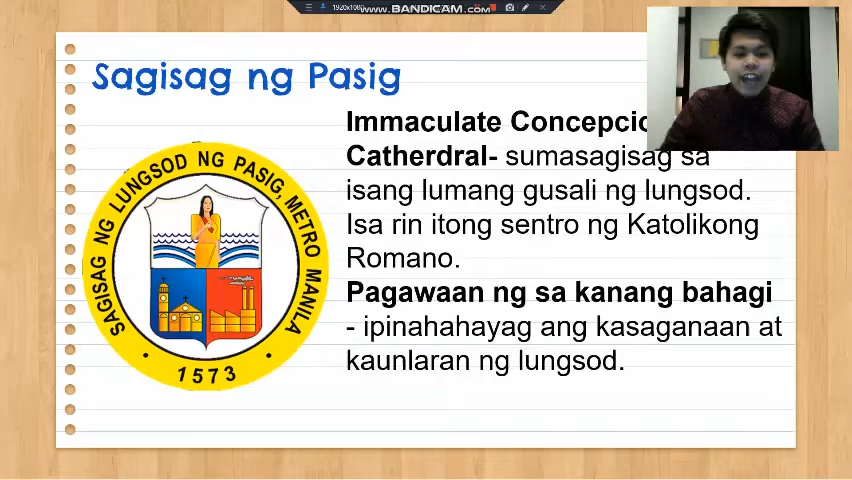 1920x1080
WWW.BANDICAM.COM
Sagisag ng Pasig
Immaculate Concepcio
Catherdral- sumasagisag sa
isang lumang gusali ng lungsod.
Isa rin itong sentro ng Katolikong
Romano.
Pagawaan ng sa kanang bahagi
- ipinahahayag ang kasaganaan at
kaunlaran ng lungsod.
SAGISAG NG LUNGSOD NG PASIG, METRO MANILA
• 1573 •